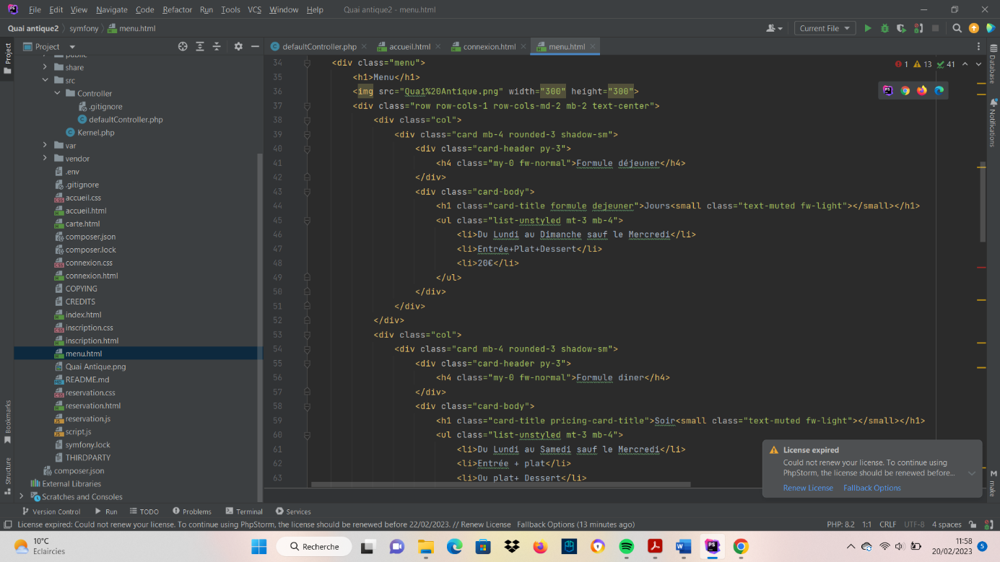 File Edit View Navigate Code Refactor Run Tools VCS Window Help Quai antique2 - menu.html
Quai antique2 symfony menu.html Current File
Project defaultController.php accueil.html connexion.html menu.html
public
share
src
Controller
.gitignore
defaultController.php
Kernel.php
var
vendor
.env
.gitignore
accueil.css
accueil.html
carte.html
composer.json
composer.lock
connexion.css
connexion.html
COPYING
CREDITS
index.html
inscription.css
inscription.html
menu.html
Quai Antique.png
README.md
reservation.css
reservation.html
reservation.js
script.js
symfony.lock
THIRDPARTY
composer.json
External Libraries
Scratches and Consoles
Project
Bookmarks
Structure
1 13 41
34 <div class="menu">
35 <h1>Menu</h1>
36 <img src="Quai%20Antique.png" width="300" height="300">
37 <div class="row row-cols-1 row-cols-md-2 mb-2 text-center">
38 <div class="col">
39 <div class="card mb-4 rounded-3 shadow-sm">
40 <div class="card-header py-3">
41 <h4 class="my-0 fw-normal">Formule déjeuner</h4>
42 </div>
43 <div class="card-body">
44 <h1 class="card-title formule dejeuner">Jours<small class="text-muted fw-light"></small></h1>
45 <ul class="list-unstyled mt-3 mb-4">
46 <li>Du Lundi au Dimanche sauf le Mercredi</li>
47 <li>Entrée+Plat+Dessert</li>
48 <li>20€</li>
49 </ul>
50 </div>
51 </div>
52 </div>
53 <div class="col">
54 <div class="card mb-4 rounded-3 shadow-sm">
55 <div class="card-header py-3">
56 <h4 class="my-0 fw-normal">Formule diner</h4>
57 </div>
58 <div class="card-body">
59 <h1 class="card-title pricing-card-title">Soir<small class="text-muted fw-light"></small></h1>
60 <ul class="list-unstyled mt-3 mb-4">
61 <li>Du Lundi au Samedi sauf le Mercredi</li>
62 <li>Entrée + plat</li>
63 <li>Ou plat+ Dessert</li>
Database
Notifications
make
License expired
Could not renew your license. To continue using
PhpStorm, the license should be renewed before...
Renew License Fallback Options
Version Control Run TODO Problems Terminal Services
License expired: Could not renew your license. To continue using PhpStorm, the license should be renewed before 22/02/2023. // Renew License Fallback Options (13 minutes ago) PHP: 8.2 1:1 CRLF UTF-8 4 spaces
10°C
Eclaircies
Recherche
11:58
20/02/2023
5